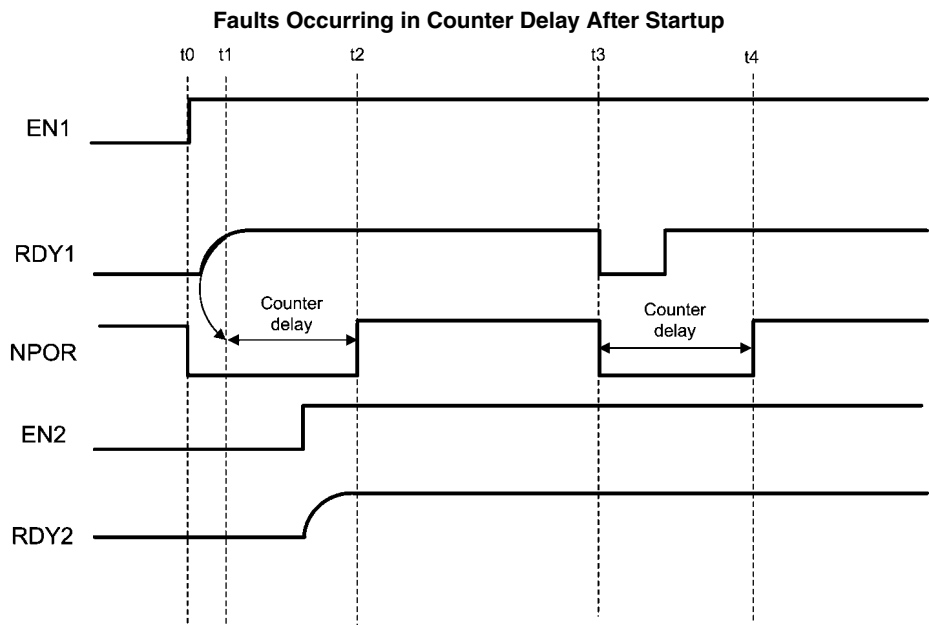 Faults Occurring in Counter Delay After Startup
t0 t1 t2 t3 t4
EN1
RDY1
Counter
delay
Counter
delay
NPOR
EN2
RDY2